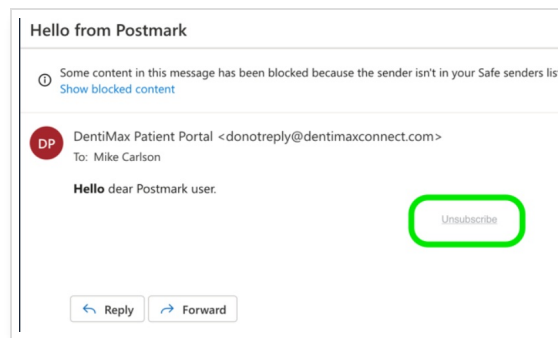 Hello from Postmark
Some content in this message has been blocked because the sender isn't in your Safe senders lis
Show blocked content
DP
DentiMax Patient Portal <donotreply@dentimaxconnect.com>
To: Mike Carlson
Hello dear Postmark user.
Unsubscribe
Reply Forward